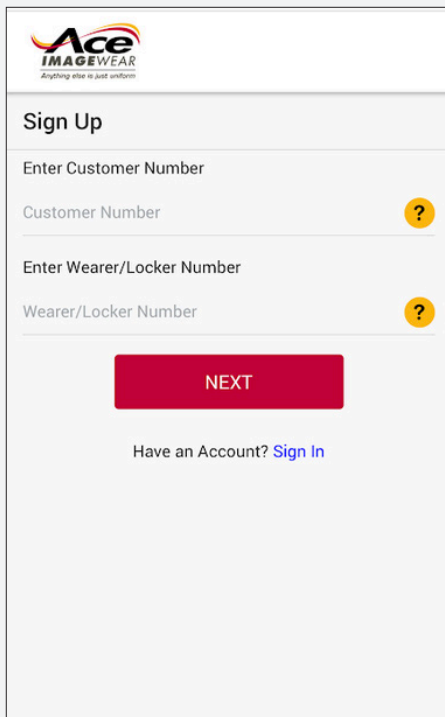 Ace
IMAGEWEAR
Anything else is just uniform
Sign Up
Enter Customer Number
Customer Number
?
Enter Wearer/Locker Number
Wearer/Locker Number
?
NEXT
Have an Account? Sign In